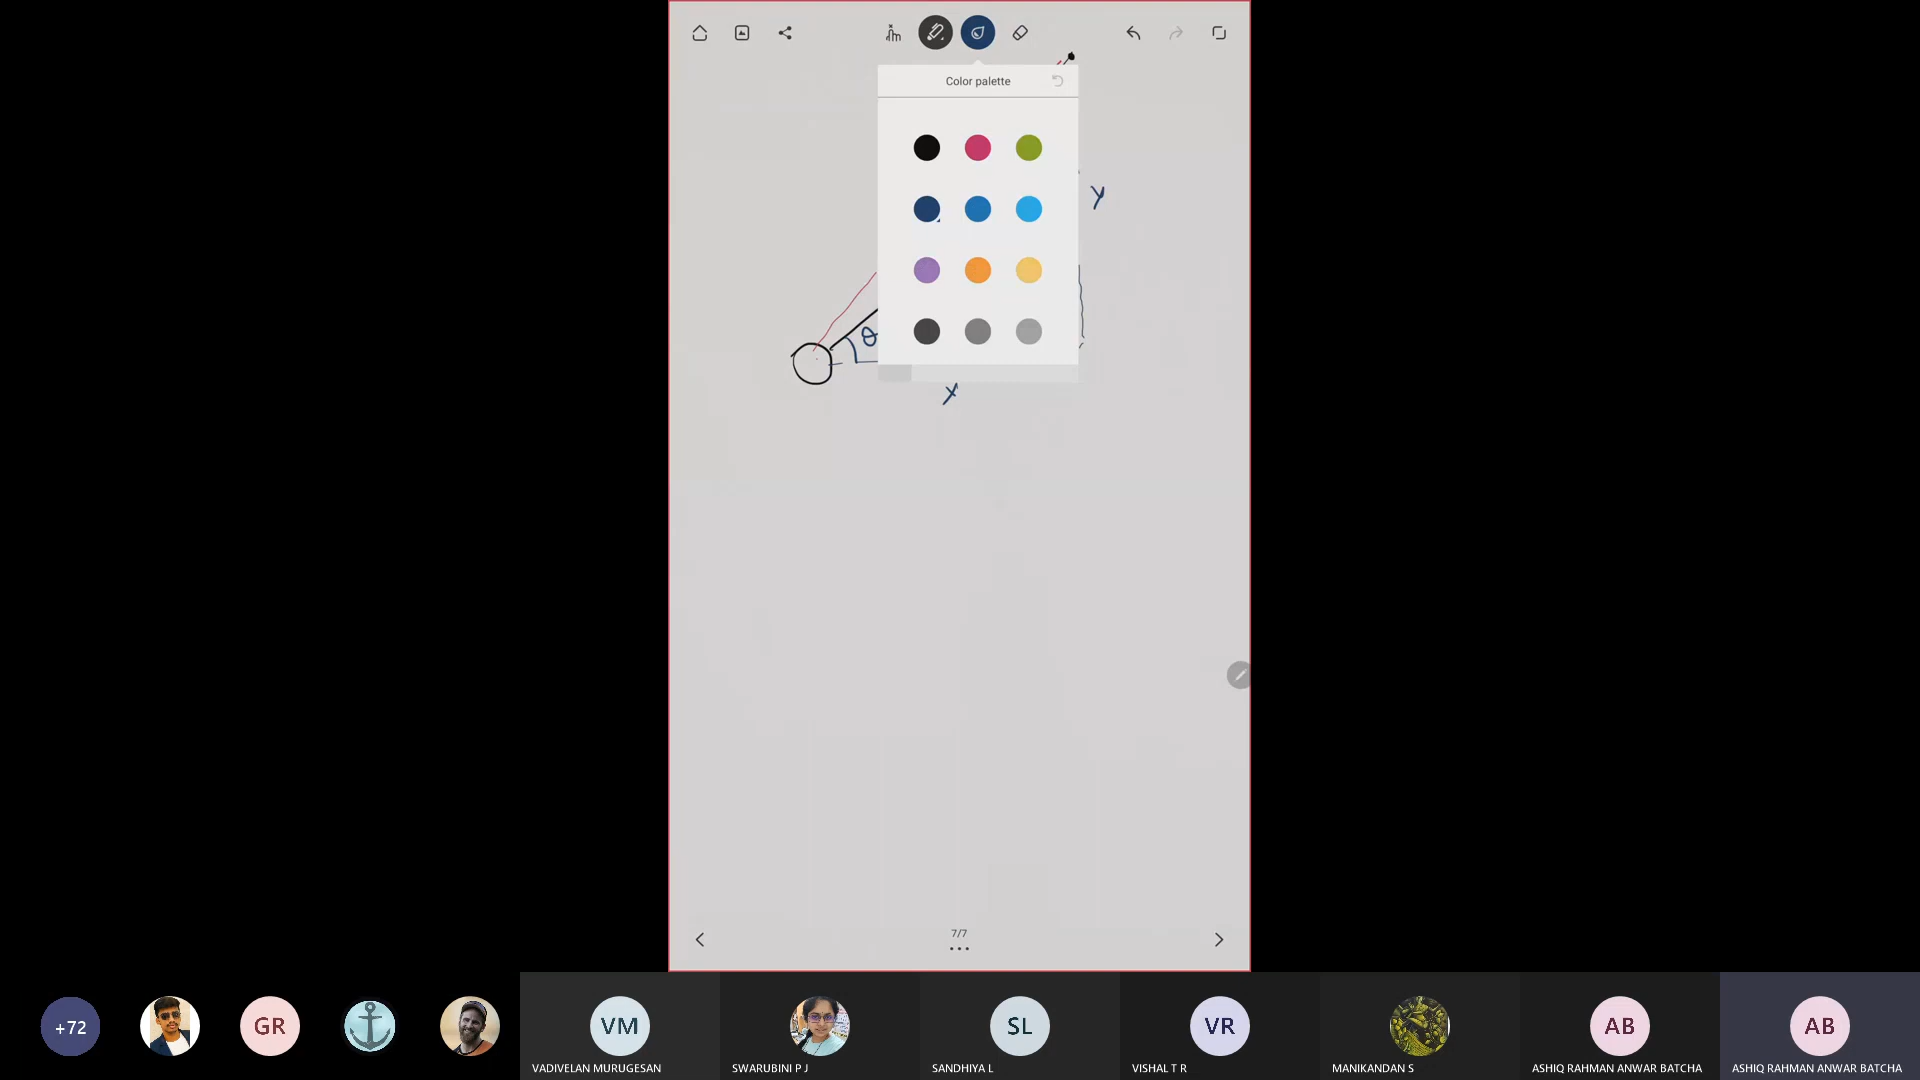 Color palette
y
θ
x
7/7
+72
GR
VM
SL
VR
AB
AB
VADIVELAN MURUGESAN
SWARUBINI P J
SANDHIYA L
VISHAL T R
MANIKANDAN S
ASHIQ RAHMAN ANWAR BATCHA
ASHIQ RAHMAN ANWAR BATCHA